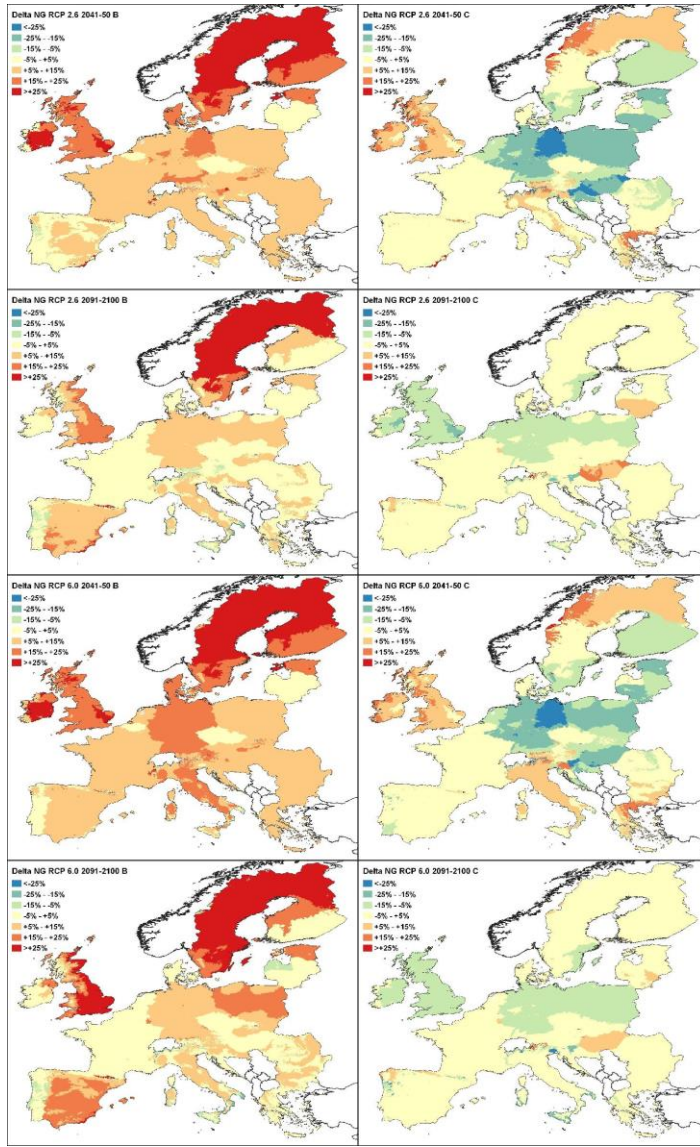 Delta NG RCP 2.6 2041-50 B
<-25%
-25% - -15%
-15% - -5%
-5% - +5%
+5% - +15%
+15% - +25%
>+25%
Delta NG RCP 2.6 2041-50 C
<-25%
-25% - -15%
-15% - -5%
-5% - +5%
+5% - +15%
+15% - +25%
>+25%
Delta NG RCP 2.6 2091-2100 B
<-25%
-25% - -15%
-15% - -5%
-5% - +5%
+5% - +15%
+15% - +25%
>+25%
Delta NG RCP 2.6 2091-2100 C
<-25%
-25% - -15%
-15% - -5%
-5% - +5%
+5% - +15%
+15% - +25%
>+25%
Delta NG RCP 6.0 2041-50 B
<-25%
-25% - -15%
-15% - -5%
-5% - +5%
+5% - +15%
+15% - +25%
>+25%
Delta NG RCP 6.0 2041-50 C
<-25%
-25% - -15%
-15% - -5%
-5% - +5%
+5% - +15%
+15% - +25%
>+25%
Delta NG RCP 6.0 2091-2100 B
<-25%
-25% - -15%
-15% - -5%
-5% - +5%
+5% - +15%
+15% - +25%
>+25%
Delta NG RCP 6.0 2091-2100 C
<-25%
-25% - -15%
-15% - -5%
-5% - +5%
+5% - +15%
+15% - +25%
>+25%